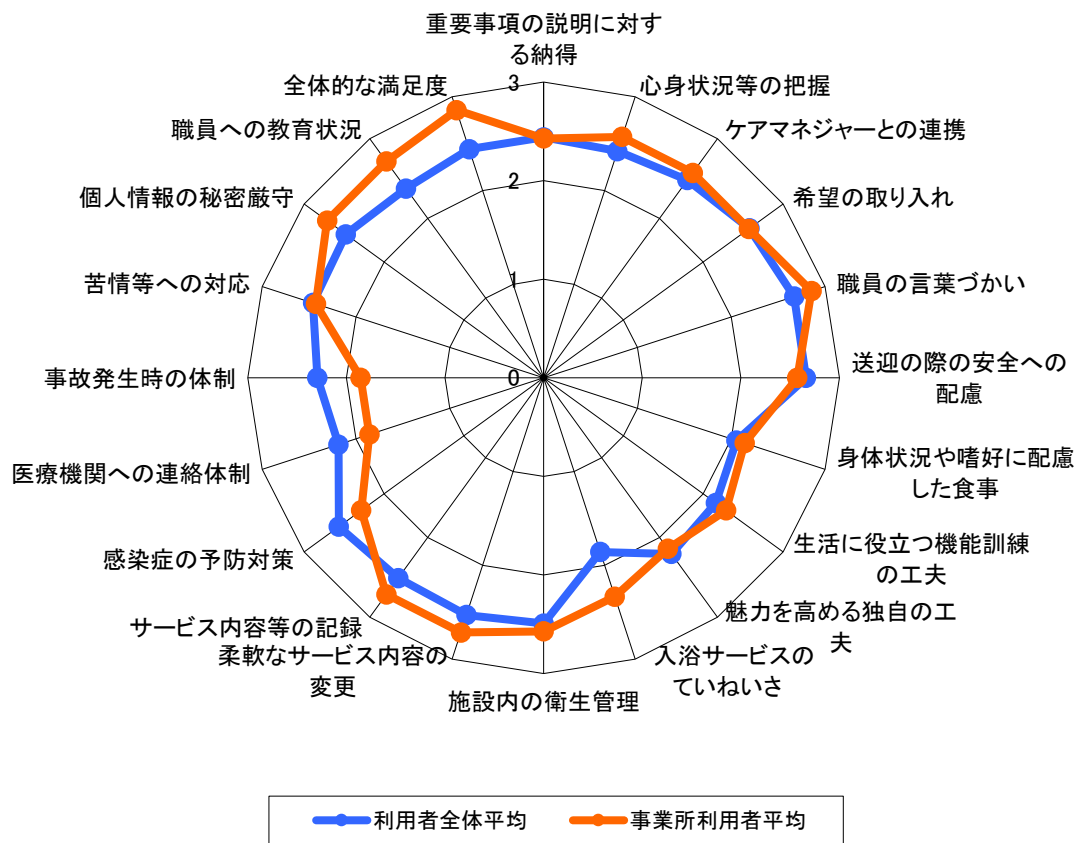 重要事項の説明に対す
る納得
心身状況等の把握
ケアマネジャーとの連携
希望の取り入れ
職員の言葉づかい
送迎の際の安全への
配慮
身体状況や嗜好に配慮
した食事
生活に役立つ機能訓練
の工夫
魅力を高める独自の工
夫
入浴サービスの
ていねいさ
施設内の衛生管理
柔軟なサービス内容の
変更
サービス内容等の記録
感染症の予防対策
医療機関への連絡体制
事故発生時の体制
苦情等への対応
個人情報の秘密厳守
職員への教育状況
全体的な満足度
3
2
1
0
利用者全体平均
事業所利用者平均